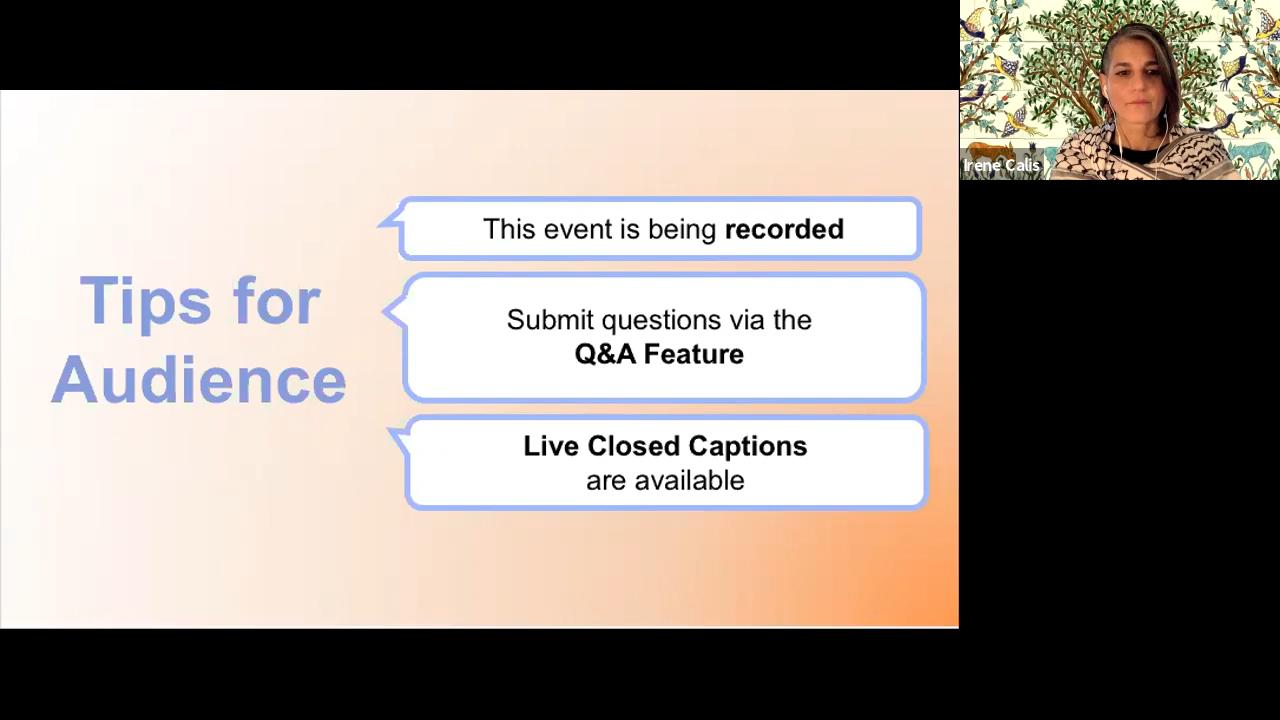 Tips for
Audience
This event is being recorded
Submit questions via the
Q&A Feature
Live Closed Captions
are available
Irene Calis